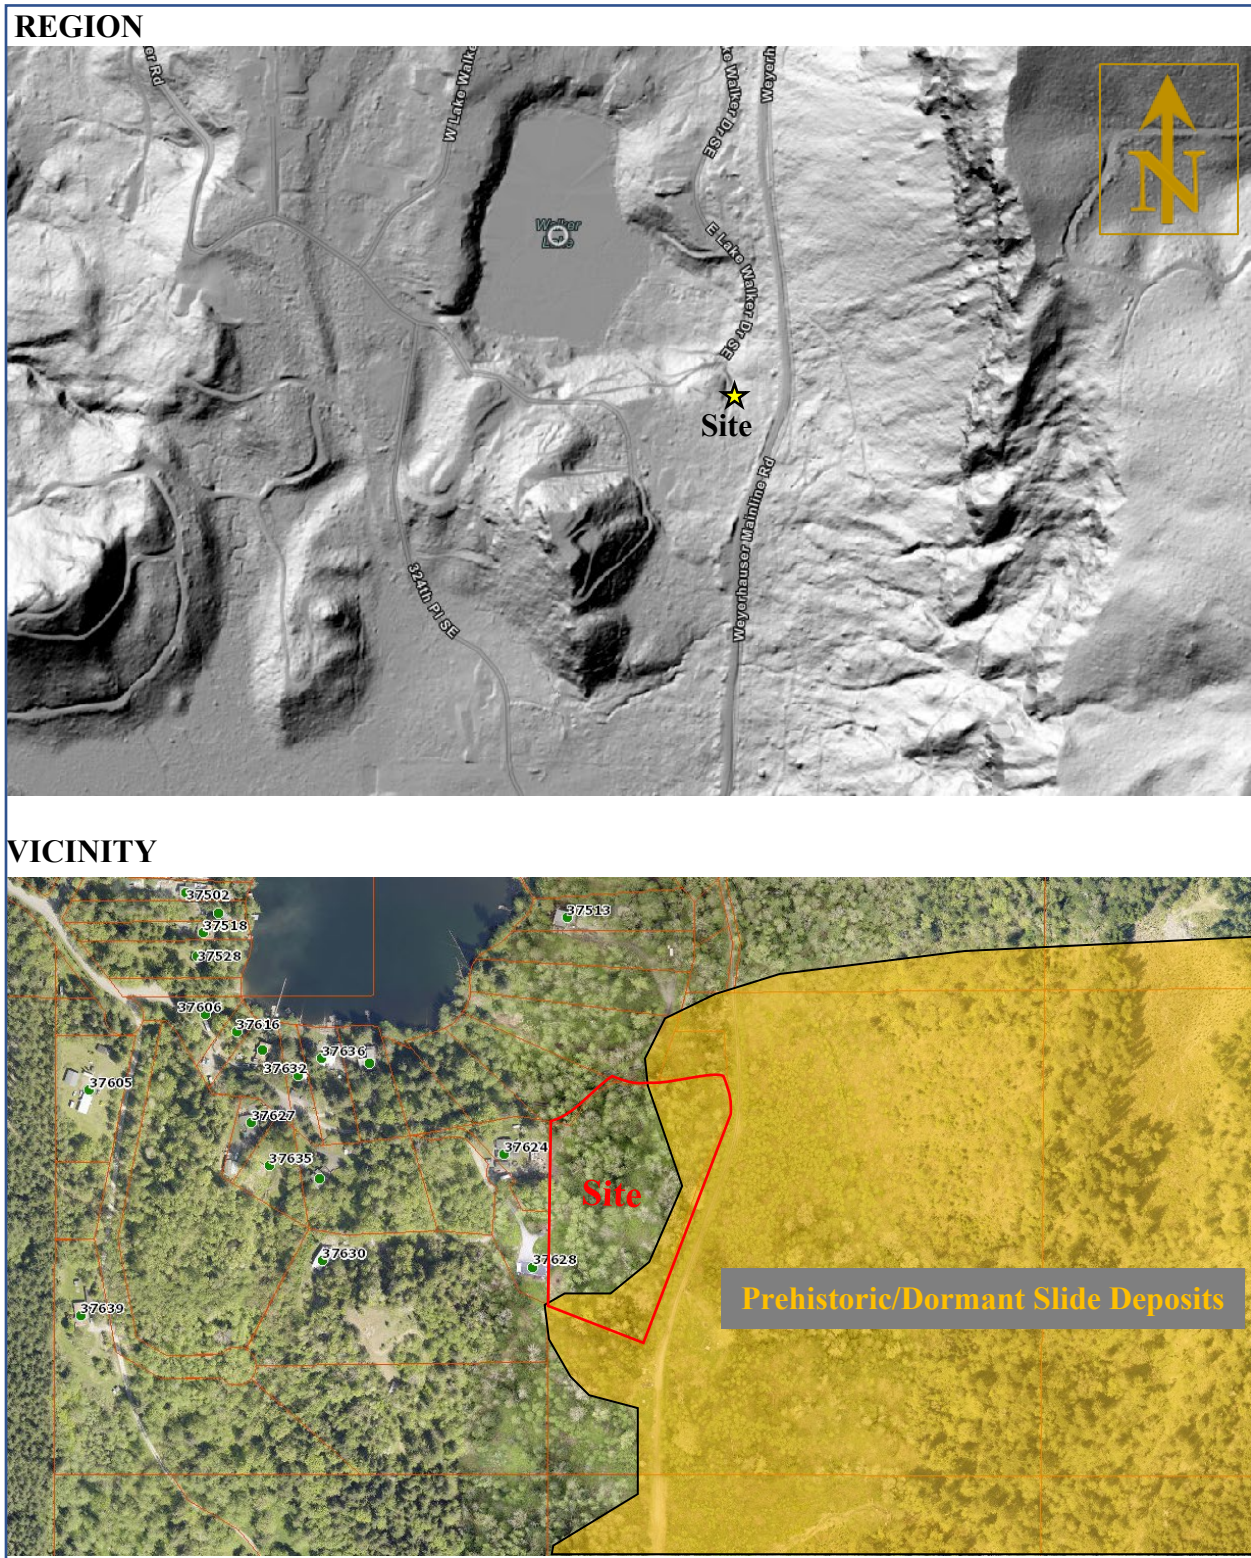 REGION
er Rd
W Lake Walke
ke Walker Dr SE
Weyerh
N
Walker
Lake
E Lake Walker Dr SE
Site
Weyerhauser Mainline Rd
324th Pl SE
VICINITY
37502
37513
37518
37528
37606
37616
37636
37632
37605
37627
37624
37635
Site
37630
37628
Prehistoric/Dormant Slide Deposits
37639